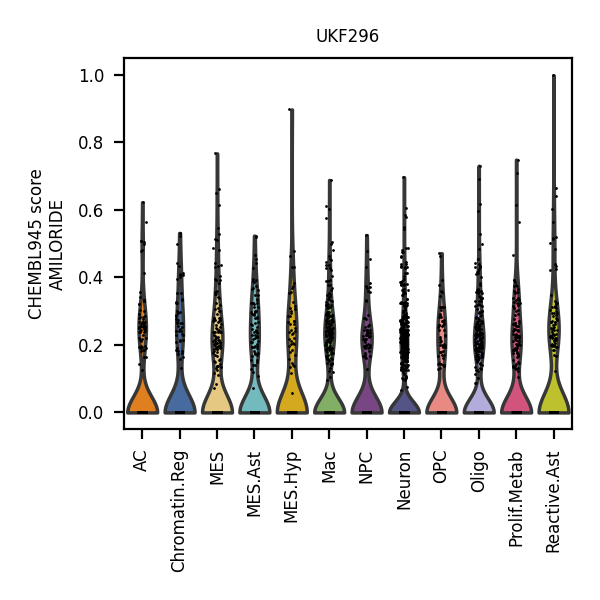 UKF296
CHEMBL945 score
AMILORIDE
1.0
0.8
0.6
0.4
0.2
0.0
AC
Chromatin.Reg
MES
MES.Ast
MES.Hyp
Mac
NPC
Neuron
OPC
Oligo
Prolif.Metab
Reactive.Ast